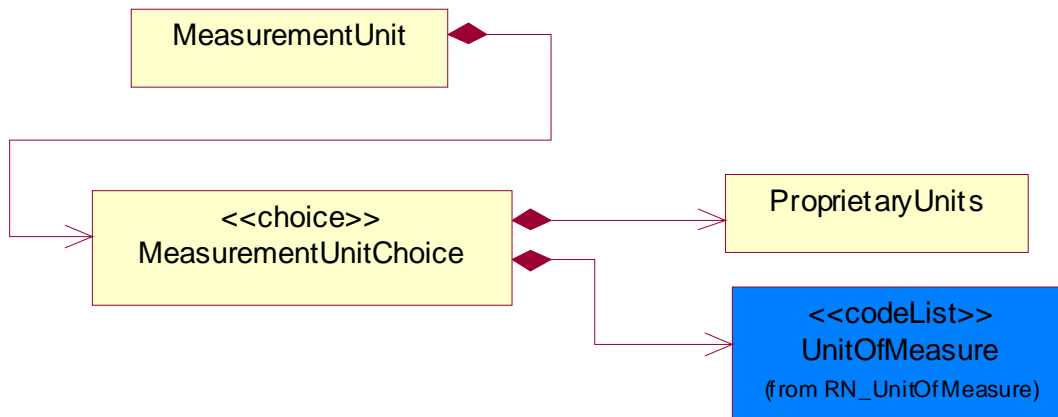 MeasurementUnit
<<choice>>
MeasurementUnitChoice
ProprietaryUnits
<<codeList>>
UnitOfMeasure
(from RN_UnitOfMeasure)